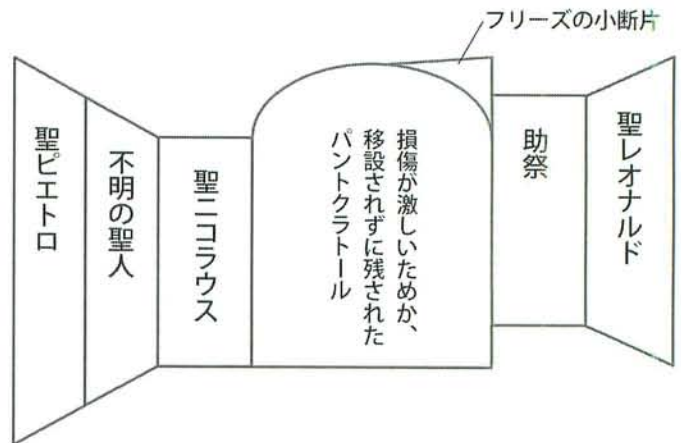 フリーズの小断片
聖ピエトロ
不明の聖人
聖ニコラウス
損傷が激しいためか、
移設されずに残された
パントクラトール
助祭
聖レオナルド